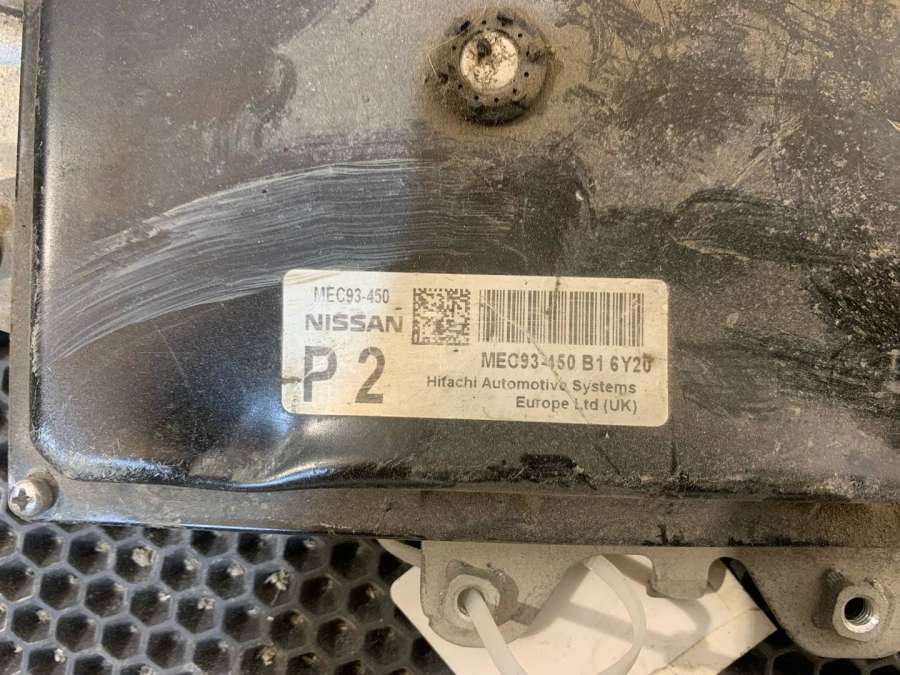 MEC93-450
NISSAN
P 2
MEC93-450 B1 6Y20
Hitachi Automotive Systems
Europe Ltd (UK)